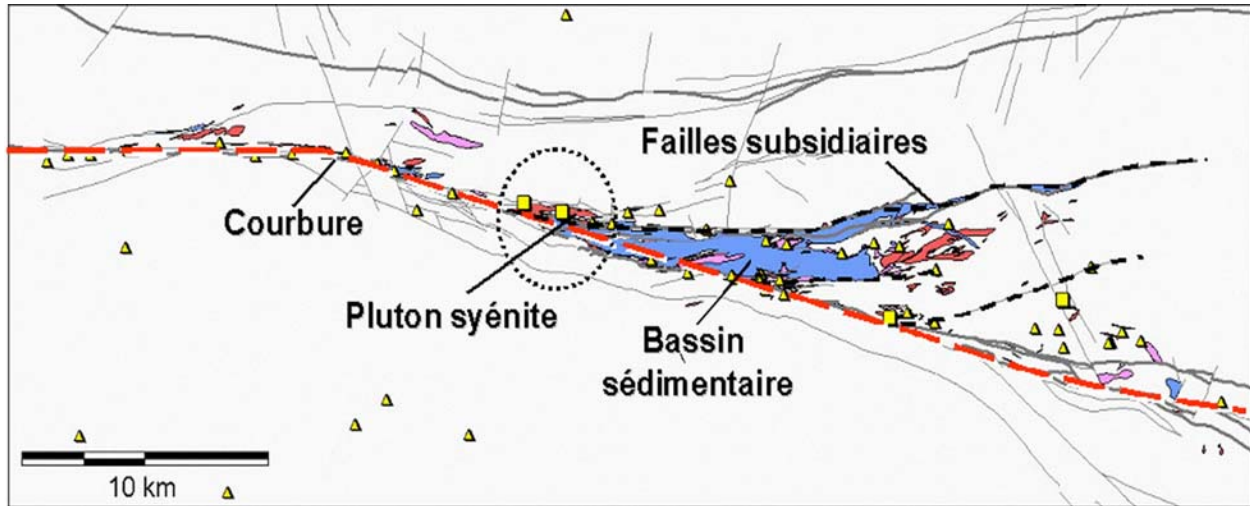 Failles subsidiaires
Courbure
Pluton syénite
Bassin
sédimentaire
10 km